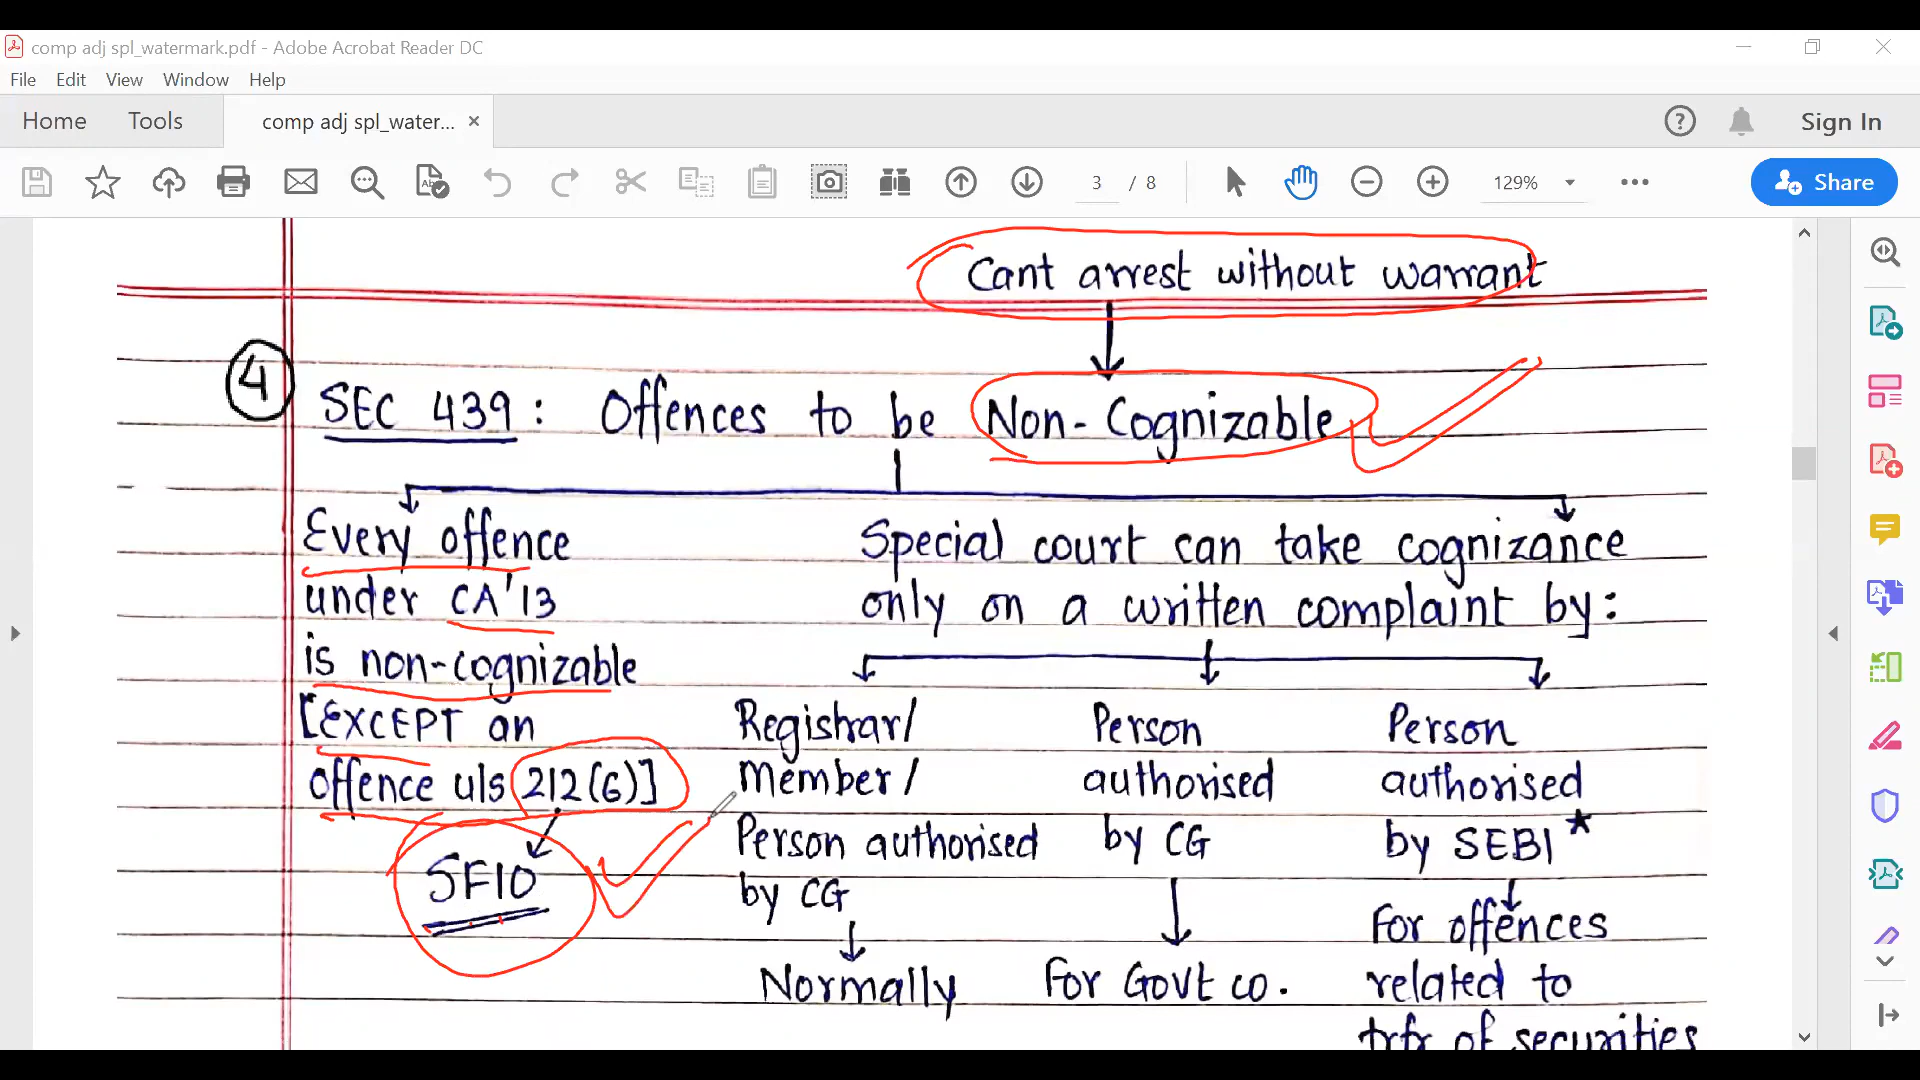 comp adj spl_watermark.pdf - Adobe Acrobat Reader DC
File Edit View Window Help
Home Tools comp adj spl_water... × Sign In
3 / 8 129% Share
Cant arrest without warrant
4
SEC 439: Offences to be Non-Cognizable
Every offence
under CA'13
is non-cognizable
[EXCEPT an
offence u/s 212(6)]
SFIO
Special court can take cognizance
only on a written complaint by:
Registrar/
Member/
Person authorised
by CG
Normally
Person
authorised
by CG
For Govt co.
Person
authorised
by SEBI*
For offences
related to
trfr of securities